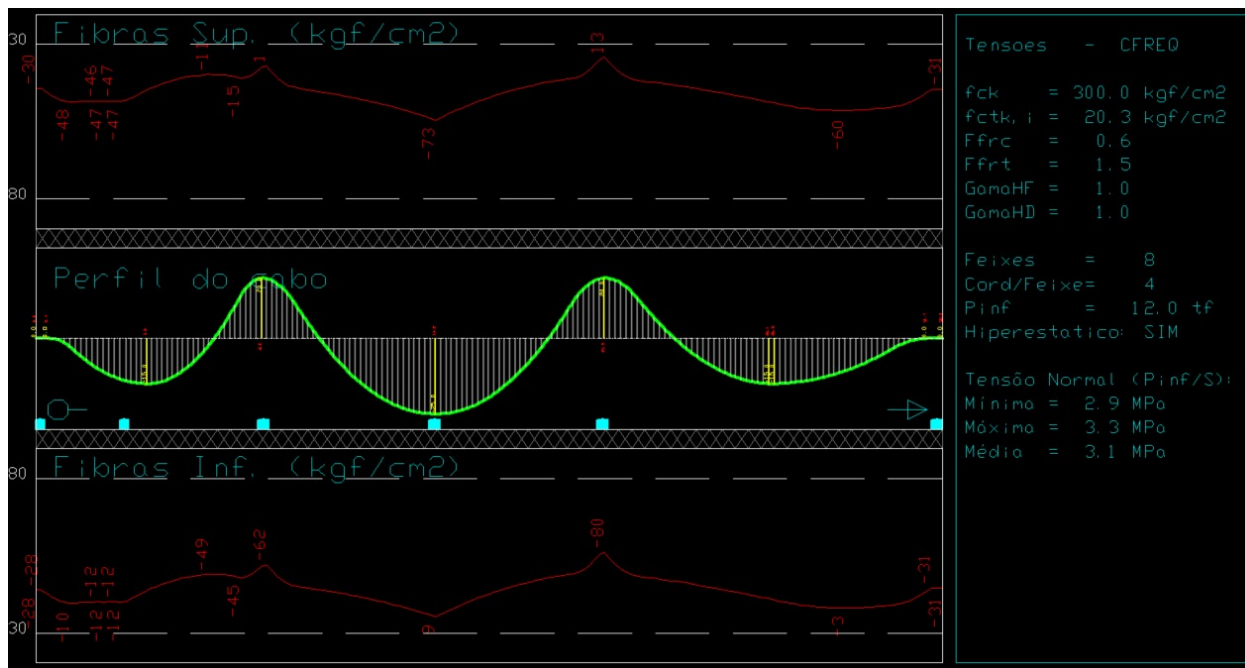 Fibras Sup. (kgf/cm2)
30
-30
-48
-46
-47
-47
-47
-11
-15
1
-73
13
-60
-31
80
Perfil do cabo
Fibras Inf. (kgf/cm2)
80
-28
-28
-10
-12
-12
-12
-12
-49
-45
-62
9
-80
-3
-31
-31
30
Tensoes - CFREQ
fck = 300.0 kgf/cm2
fctk,i = 20.3 kgf/cm2
Ffrc = 0.6
Ffrt = 1.5
GamaHF = 1.0
GamaHD = 1.0
Feixes = 8
Cord/Feixe= 4
Pinf = 12.0 tf
Hiperestatico: SIM
Tensão Normal (Pinf/S):
Mínima = 2.9 MPa
Máxima = 3.3 MPa
Média = 3.1 MPa